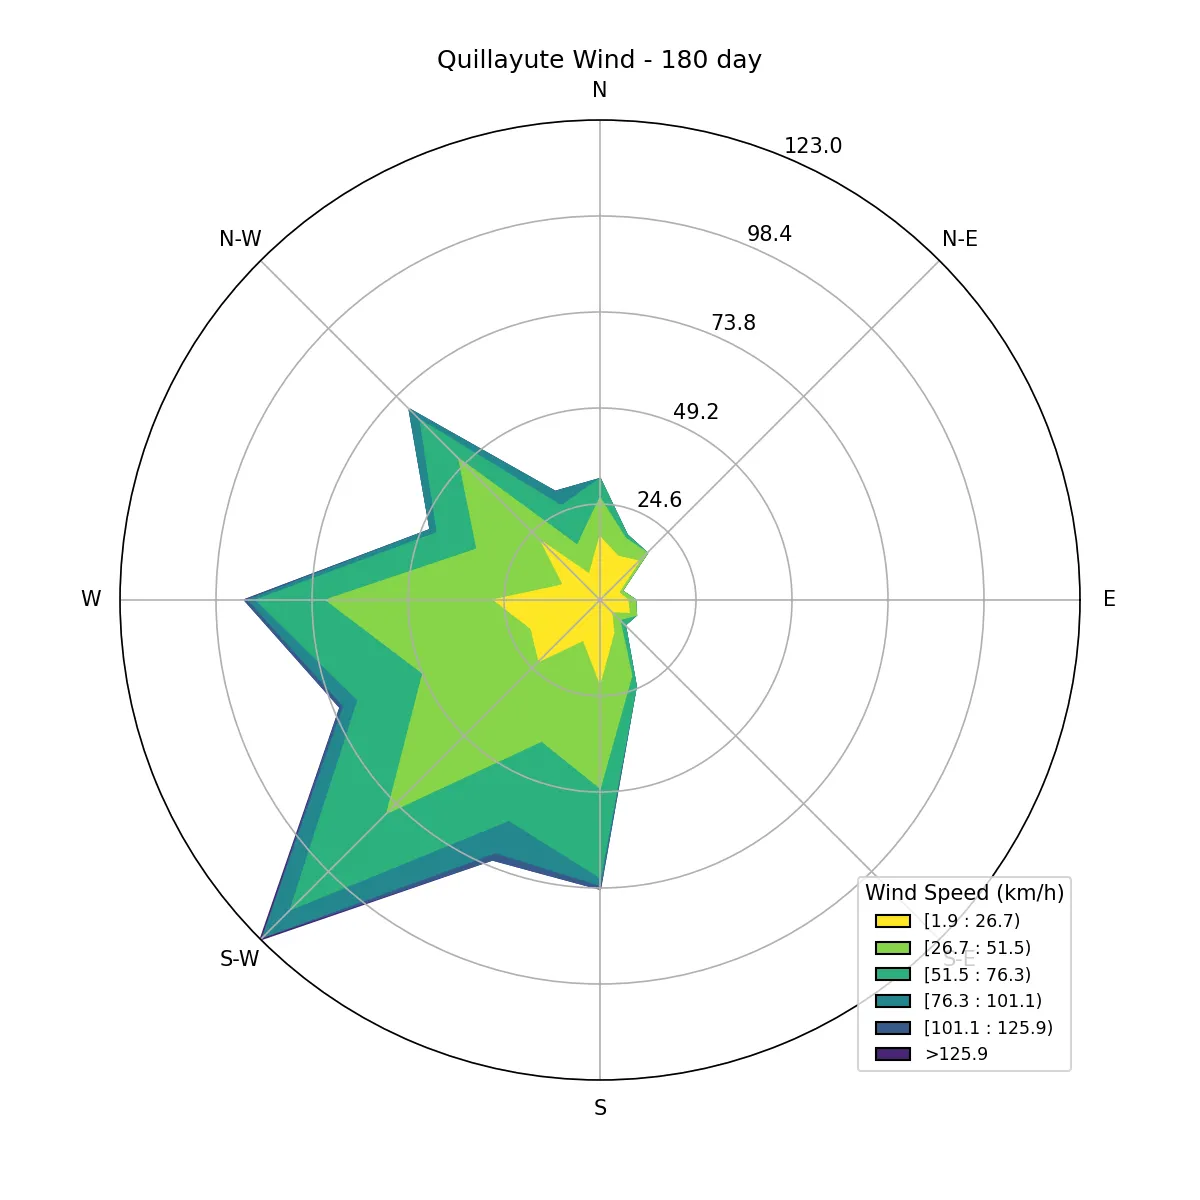 Quillayute Wind - 180 day
N
123.0
98.4
N-W
N-E
73.8
49.2
24.6
W
E
Wind Speed (km/h)
[1.9 : 26.7)
[26.7 : 51.5)
S-W
S-E
[51.5 : 76.3)
[76.3 : 101.1)
[101.1 : 125.9)
>125.9
S